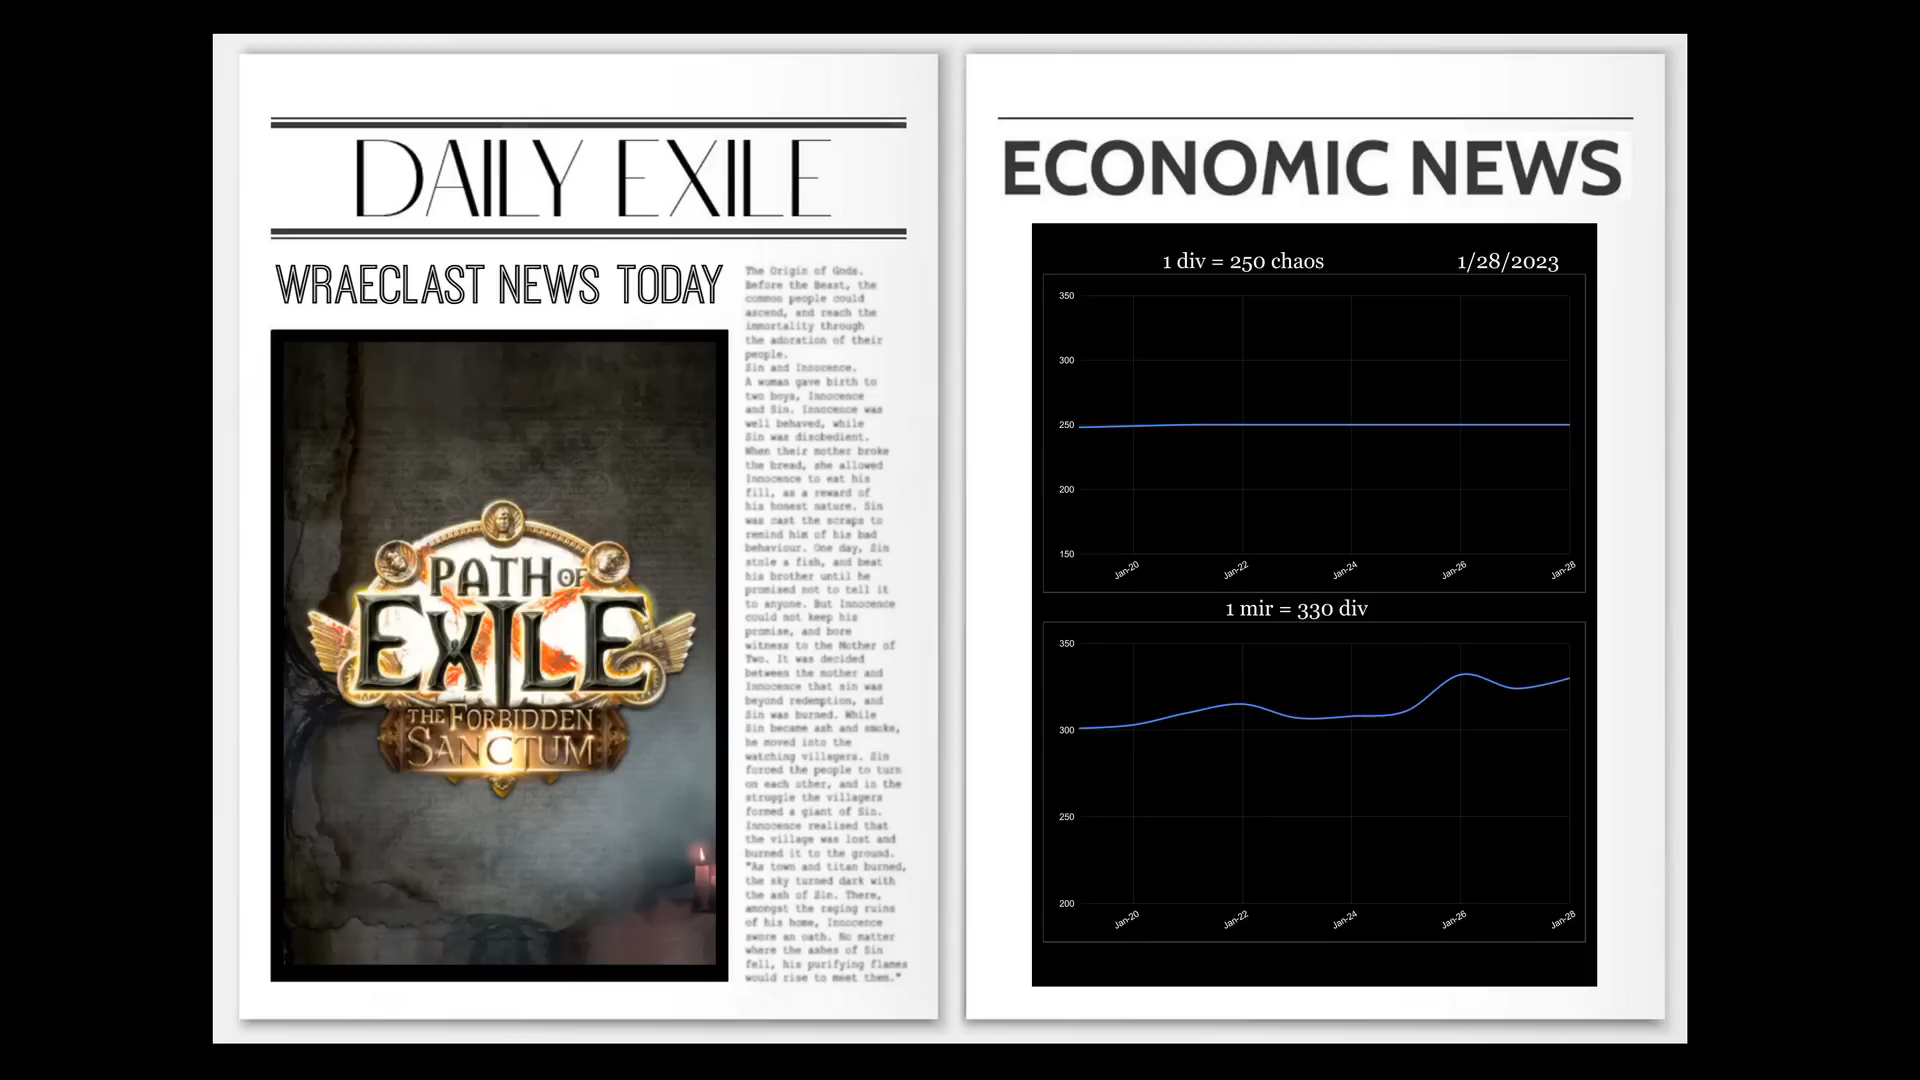 DAILY EXILE
WRAECLAST NEWS TODAY
PATH OF
EXILE
THE FORBIDDEN
SANCTUM
The Origin of Gods.
Before the Beast, the
common people could
ascend, and reach the
immortality through
the adoration of their
people.
Sin and Innocence.
A woman gave birth to
two boys, Innocence
and Sin. Innocence was
well behaved, while
Sin was disobedient.
When their mother broke
the bread, she allowed
Innocence to eat his
fill, as a reward of
his honest nature. Sin
was cast the scraps to
remind him of his bad
behaviour. One day, Sin
stole a fish, and beat
his brother until he
promised not to tell it
to anyone. But Innocence
could not keep his
promise, and bore
witness to the Mother of
Two. It was decided
between the mother and
Innocence that sin was
beyond redemption, and
Sin was burned. While
Sin became ash and smoke,
he moved into the
watching villagers. Sin
forced the people to turn
on each other, and in the
struggle the villagers
formed a giant of Sin.
Innocence realised that
the village was lost and
burned it to the ground.
"As town and titan burned,
the sky turned dark with
the ash of Sin. There,
amongst the raging ruins
of his home, Innocence
swore an oath. No matter
where the ashes of Sin
fell, his purifying flames
would rise to meet them."
ECONOMIC NEWS
1 div = 250 chaos 1/28/2023
350
300
250
200
150
Jan-20 Jan-22 Jan-24 Jan-26 Jan-28
1 mir = 330 div
350
300
250
200
Jan-20 Jan-22 Jan-24 Jan-26 Jan-28